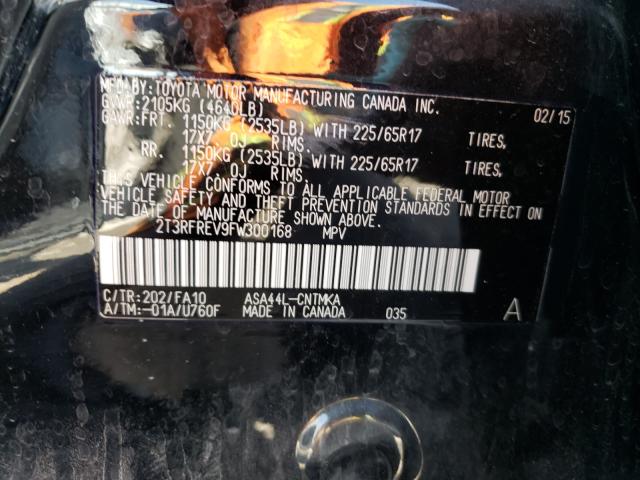 MFD.BY:TOYOTA MOTOR MANUFACTURING CANADA INC.
GVWR: 2105KG (4640LB) 02/15
GAWR:FRT. 1150KG (2535LB) WITH 225/65R17 TIRES,
17X7.0J RIMS.
RR. 1150KG (2535LB) WITH 225/65R17 TIRES,
17X7.0J RIMS.
THIS VEHICLE CONFORMS TO ALL APPLICABLE FEDERAL MOTOR
VEHICLE SAFETY AND THEFT PREVENTION STANDARDS IN EFFECT ON
THE DATE OF MANUFACTURE SHOWN ABOVE.
2T3RFREV9FW300168 MPV
C/TR:202/FA10 ASA44L-CNTMKA
A/TM:-01A/U760F MADE IN CANADA 035 A